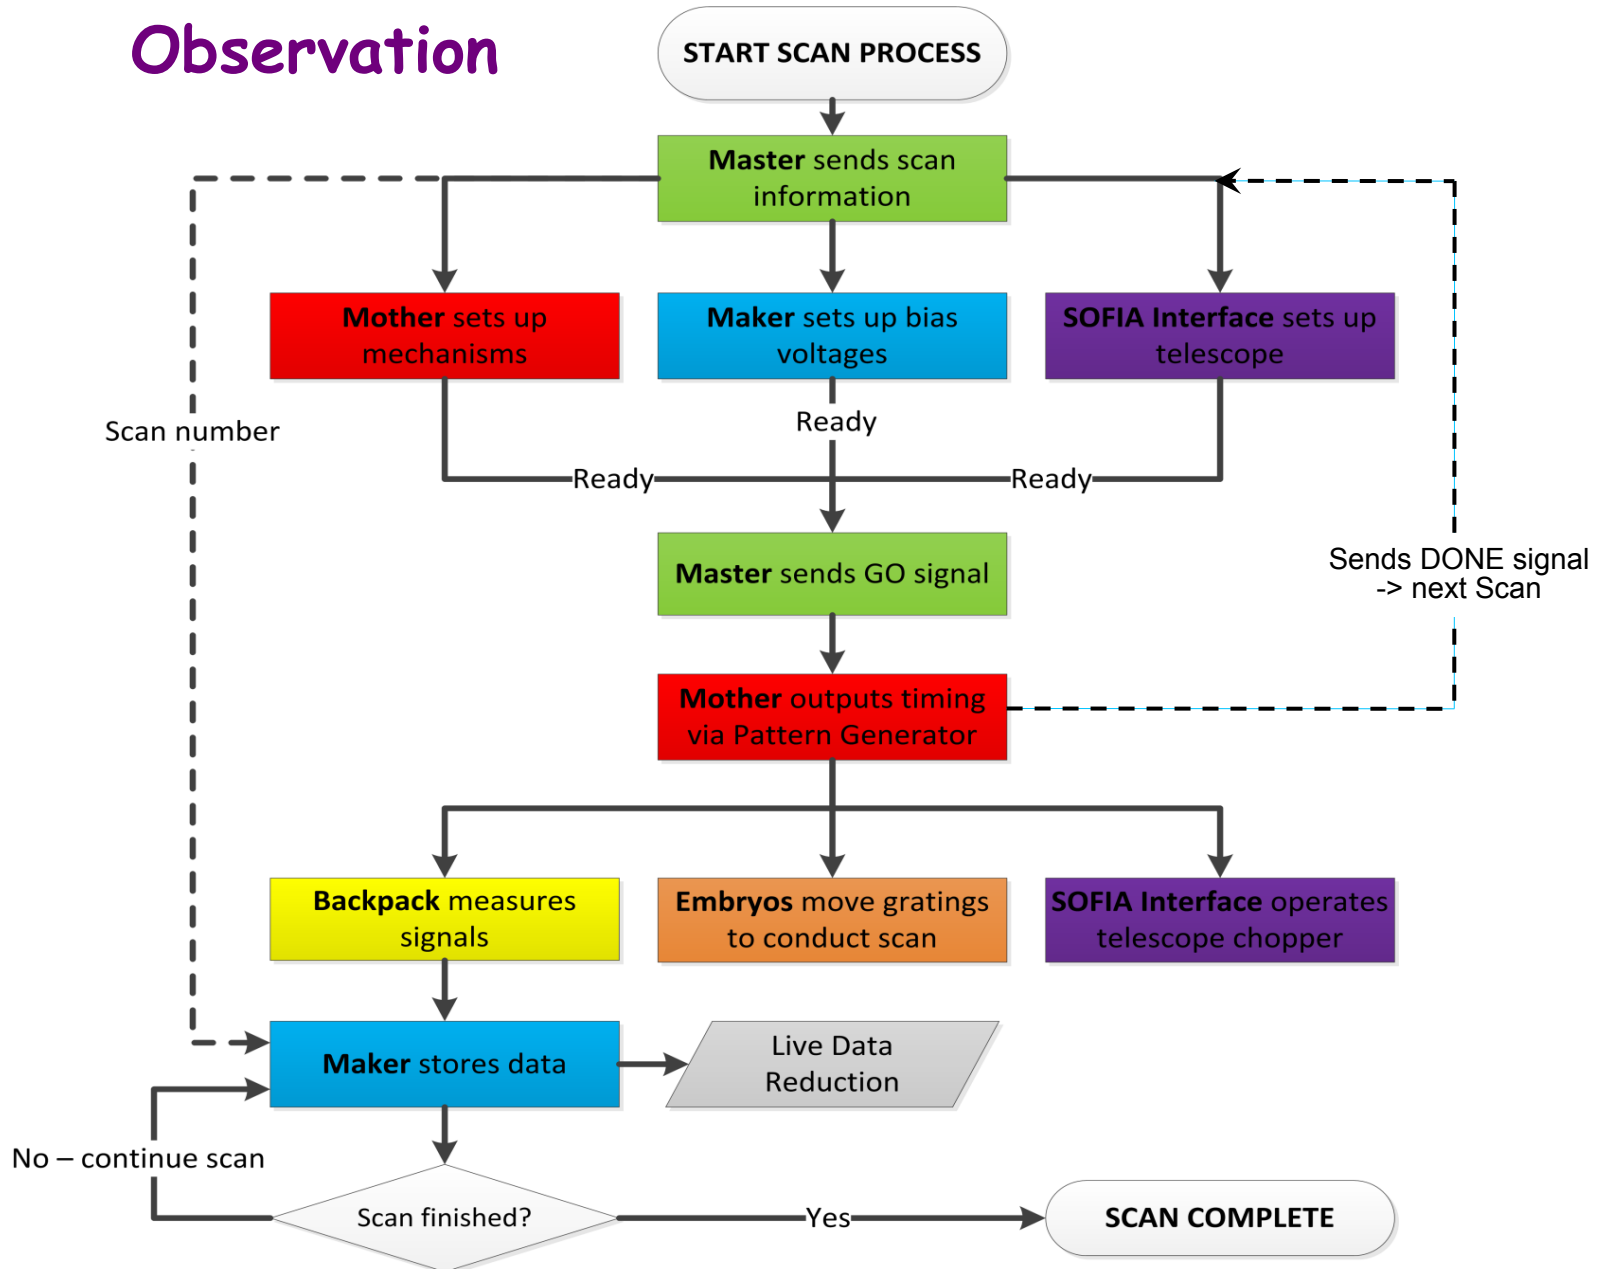 Observation
START SCAN PROCESS
Master sends scan
information
Mother sets up
mechanisms
Maker sets up bias
voltages
SOFIA Interface sets up
telescope
Scan number
Ready
Ready
Ready
Master sends GO signal
Sends DONE signal
-> next Scan
Mother outputs timing
via Pattern Generator
Backpack measures
signals
Embryos move gratings
to conduct scan
SOFIA Interface operates
telescope chopper
Maker stores data
Live Data
Reduction
No – continue scan
Scan finished?
Yes
SCAN COMPLETE